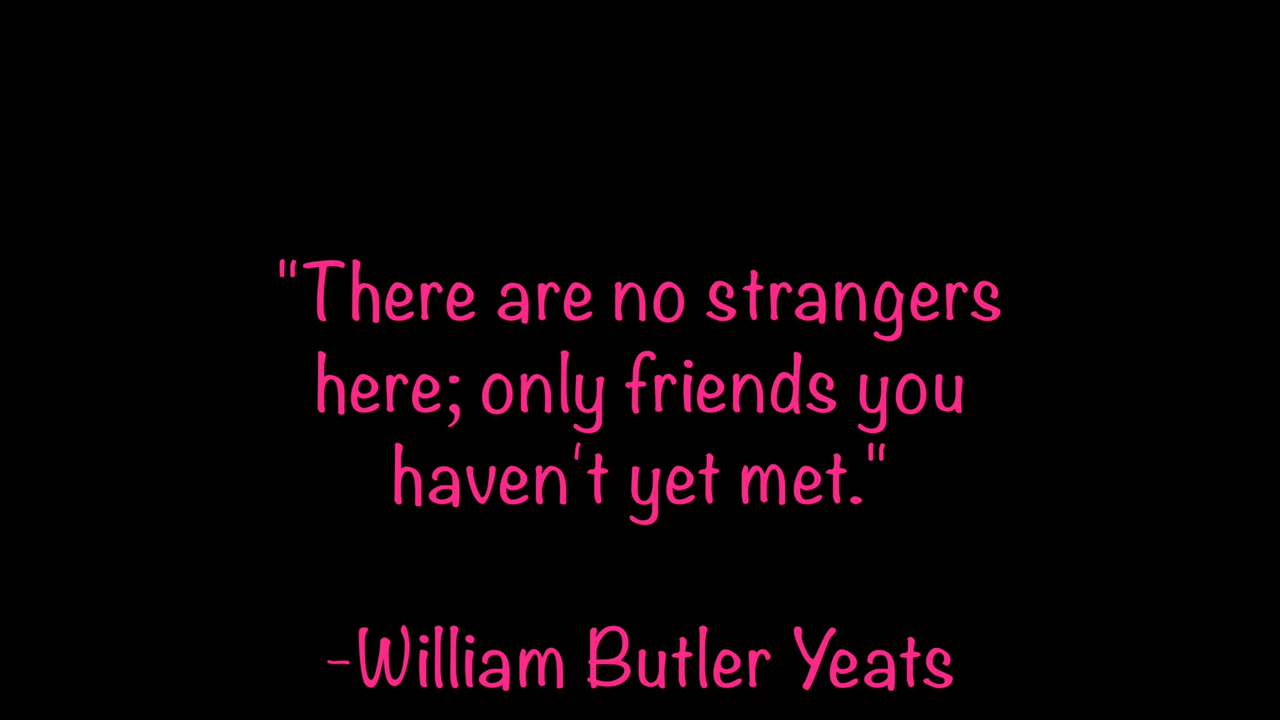 "There are no strangers
here; only friends you
haven't yet met."
-William Butler Yeats